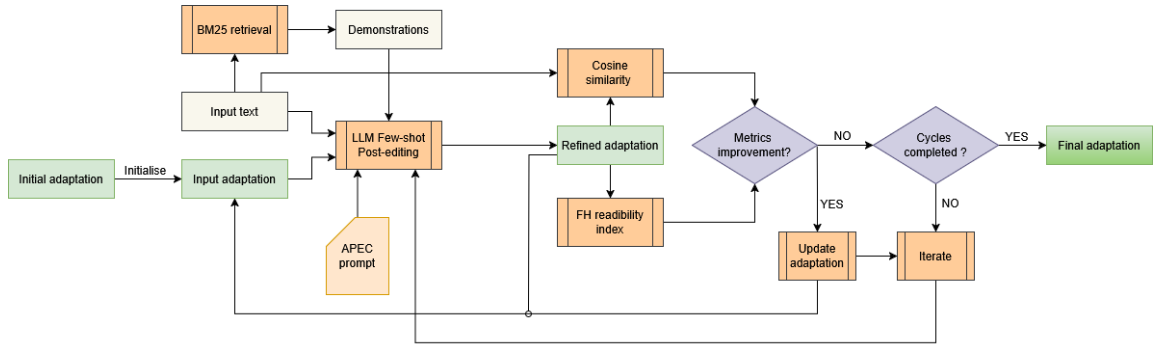 BM25 retrieval
Demonstrations
Input text
Cosine
similarity
LLM Few-shot
Post-editing
Refined adaptation
Metrics
improvement?
NO
Cycles
completed ?
YES
Final adaptation
Initial adaptation
Initialise
Input adaptation
FH readibility
index
YES
NO
APEC
prompt
Update
adaptation
Iterate